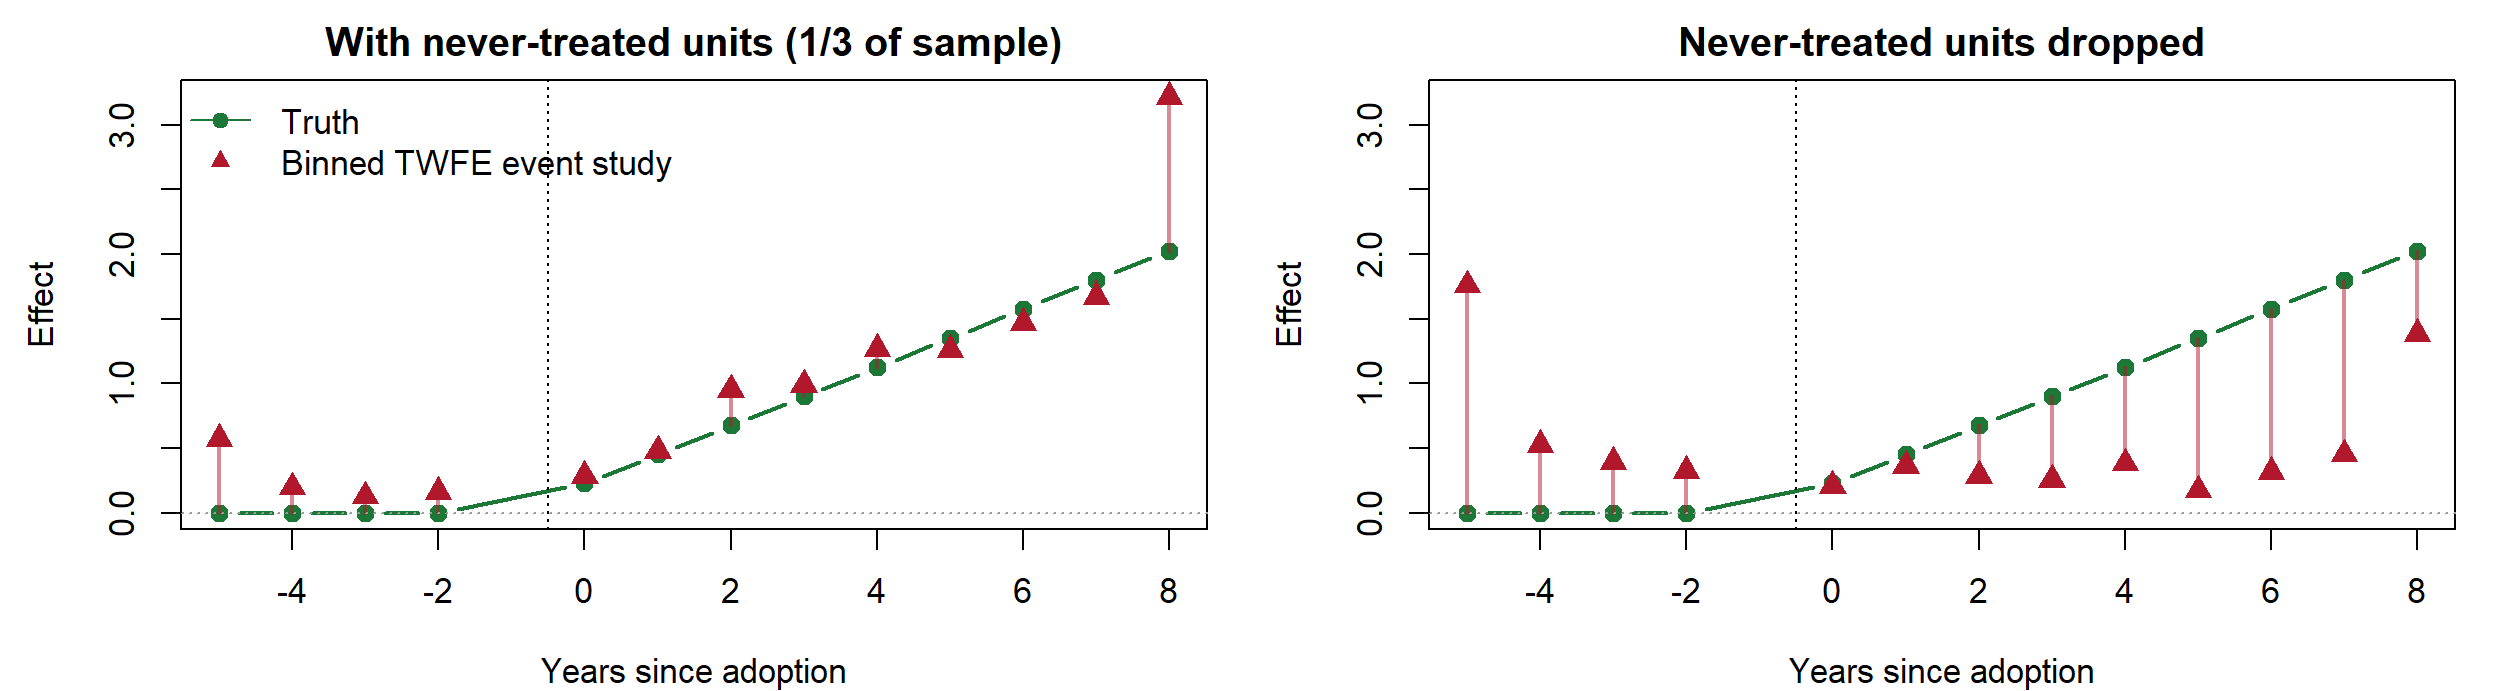 With never-treated units (1/3 of sample)
Effect
3.0
2.0
1.0
0.0
Truth
Binned TWFE event study
-4 -2 0 2 4 6 8
Years since adoption
Never-treated units dropped
Effect
3.0
2.0
1.0
0.0
-4 -2 0 2 4 6 8
Years since adoption